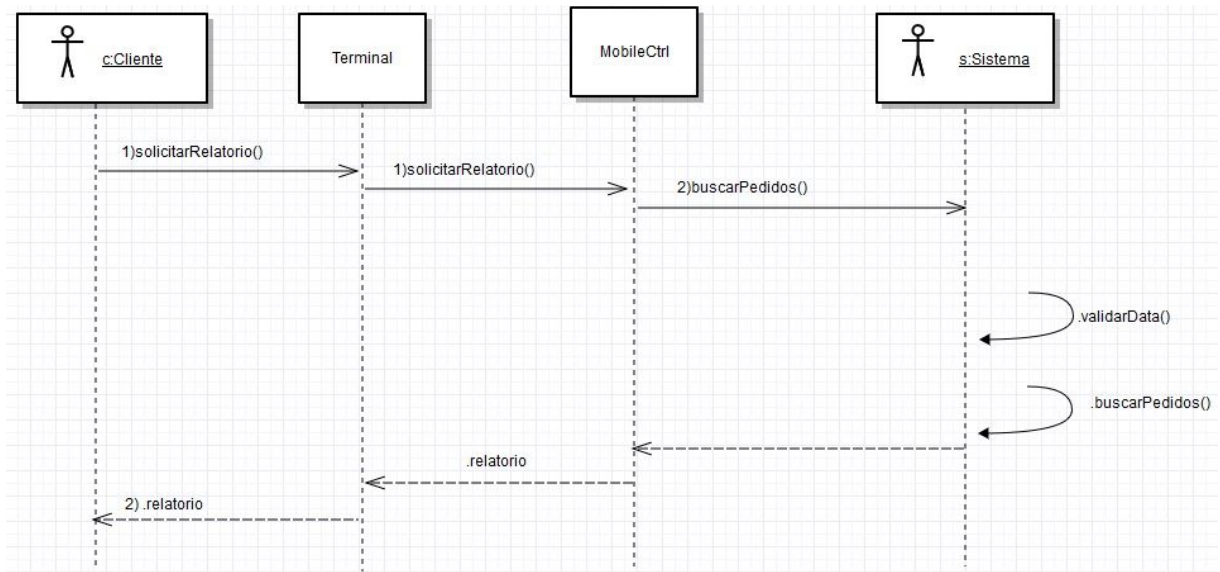 c:Cliente
Terminal
MobileCtrl
s:Sistema
1)solicitarRelatorio()
1)solicitarRelatorio()
2)buscarPedidos()
.validarData()
.buscarPedidos()
.relatorio
2) .relatorio